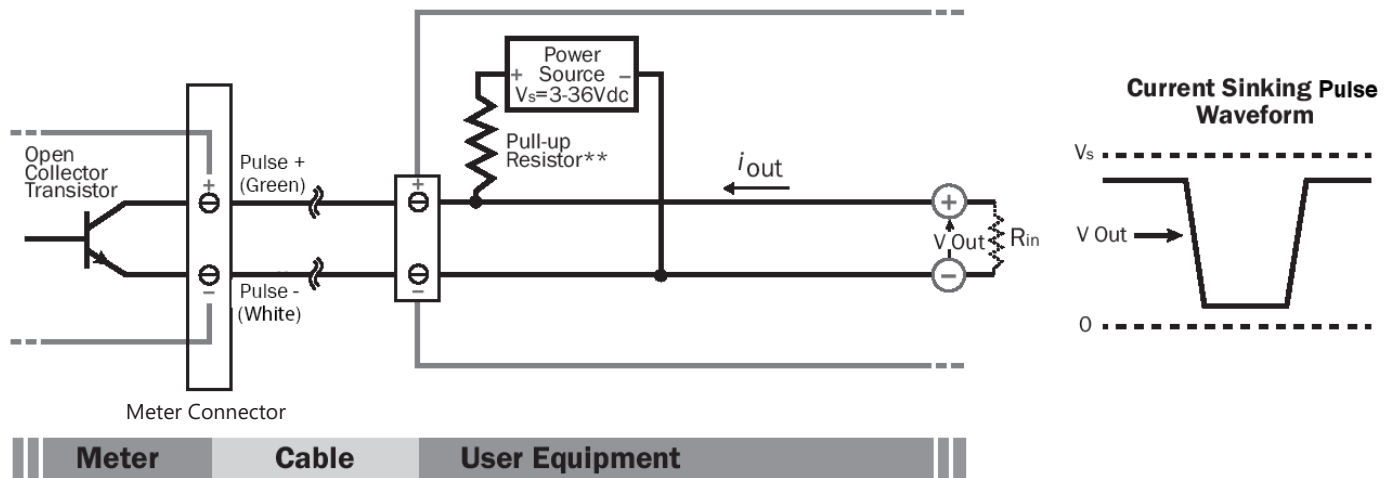 Power
+ Source −
Vs=3-36Vdc
Current Sinking Pulse
Waveform
Open
Collector
Transistor
Pulse +
(Green)
Pull-up
Resistor**
iout
Vs
+
+
+
V Out
Rin
V Out
−
−
−
Pulse -
(White)
0
Meter Connector
Meter
Cable
User Equipment